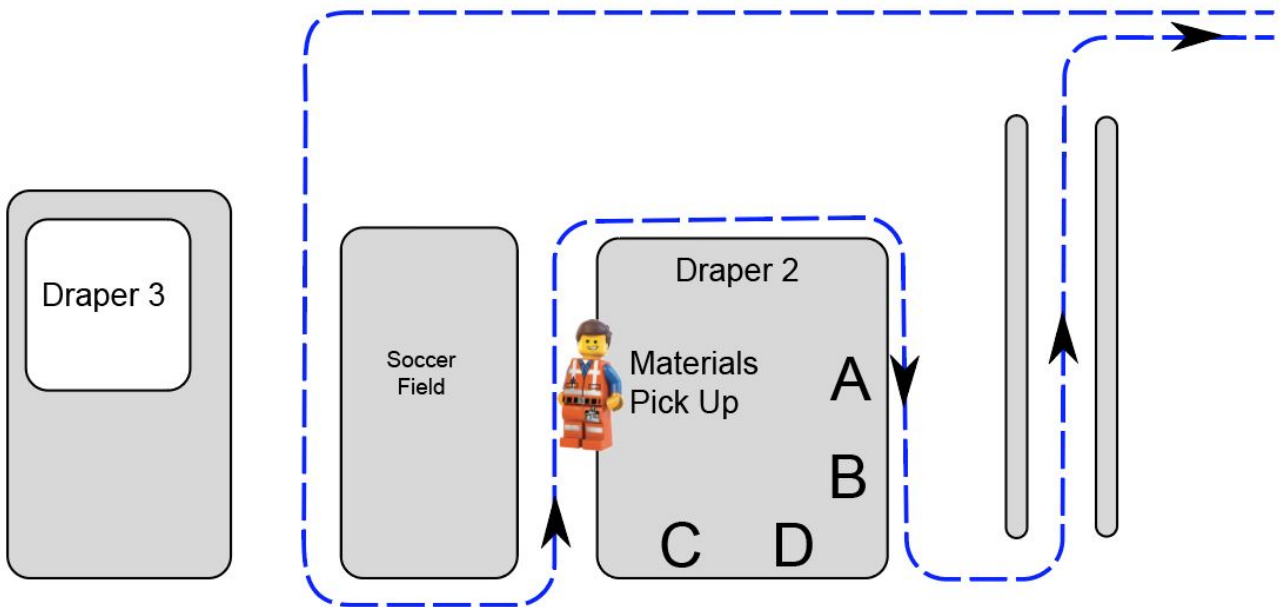 Draper 2
Draper 3
Soccer
Field
Materials
Pick Up
A
B
C D